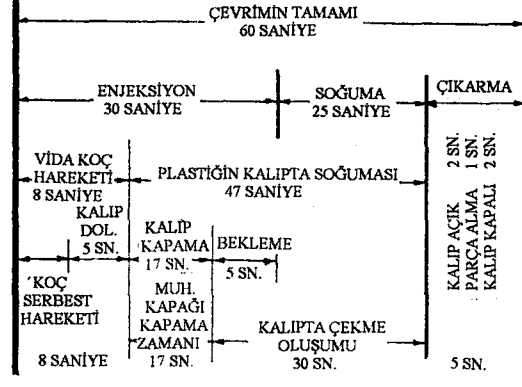 ÇEVRİMİN TAMAMI
60 SANİYE
ENJEKSİYON
30 SANİYE
SOĞUMA
25 SANİYE
ÇIKARMA
VİDA KOÇ
HAREKETİ
8 SANİYE
PLASTİĞİN KALIPTA SOĞUMASI
47 SANİYE
KALIP AÇIK 2 SN.
PARÇA ALMA 1 SN.
KALIP KAPALI 2 SN.
KALIP
DOL.
5 SN.
KALIP
KAPAMA
17 SN.
BEKLEME
5 SN.
KOÇ
SERBEST
HAREKETİ
8 SANİYE
MUH.
KAPAĞI
KAPAMA
ZAMANI
17 SN.
KALIPTA ÇEKME
OLUŞUMU
30 SN.
5 SN.